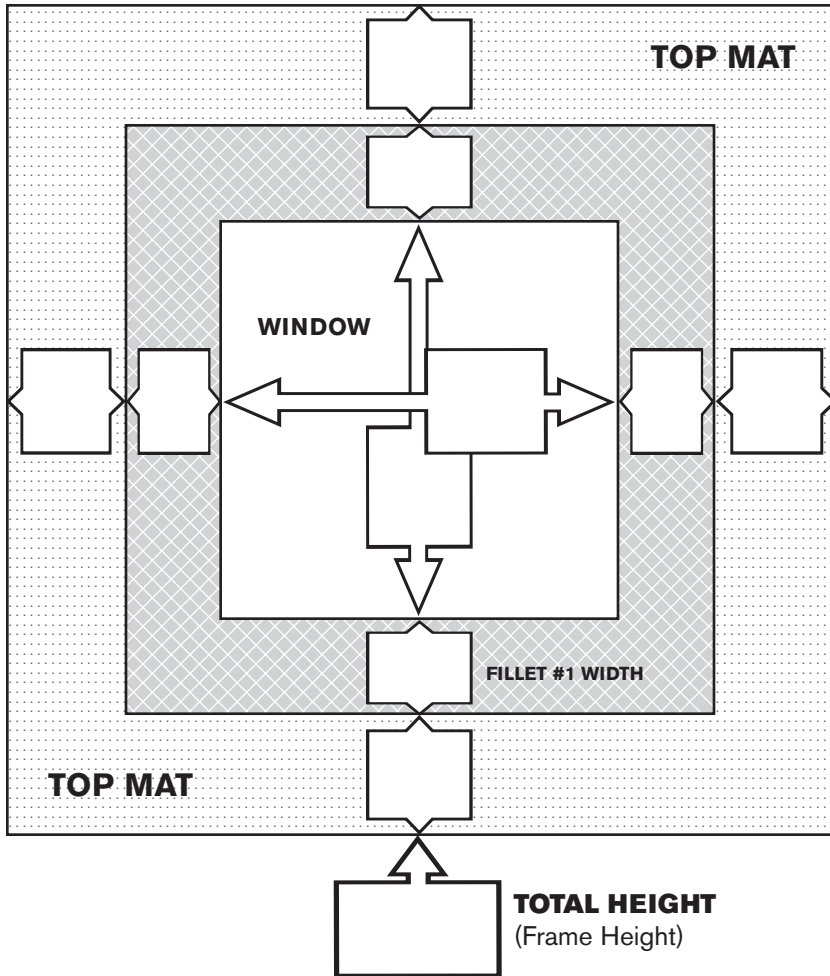 TOP MAT
WINDOW
FILLET #1 WIDTH
TOP MAT
TOTAL HEIGHT
(Frame Height)